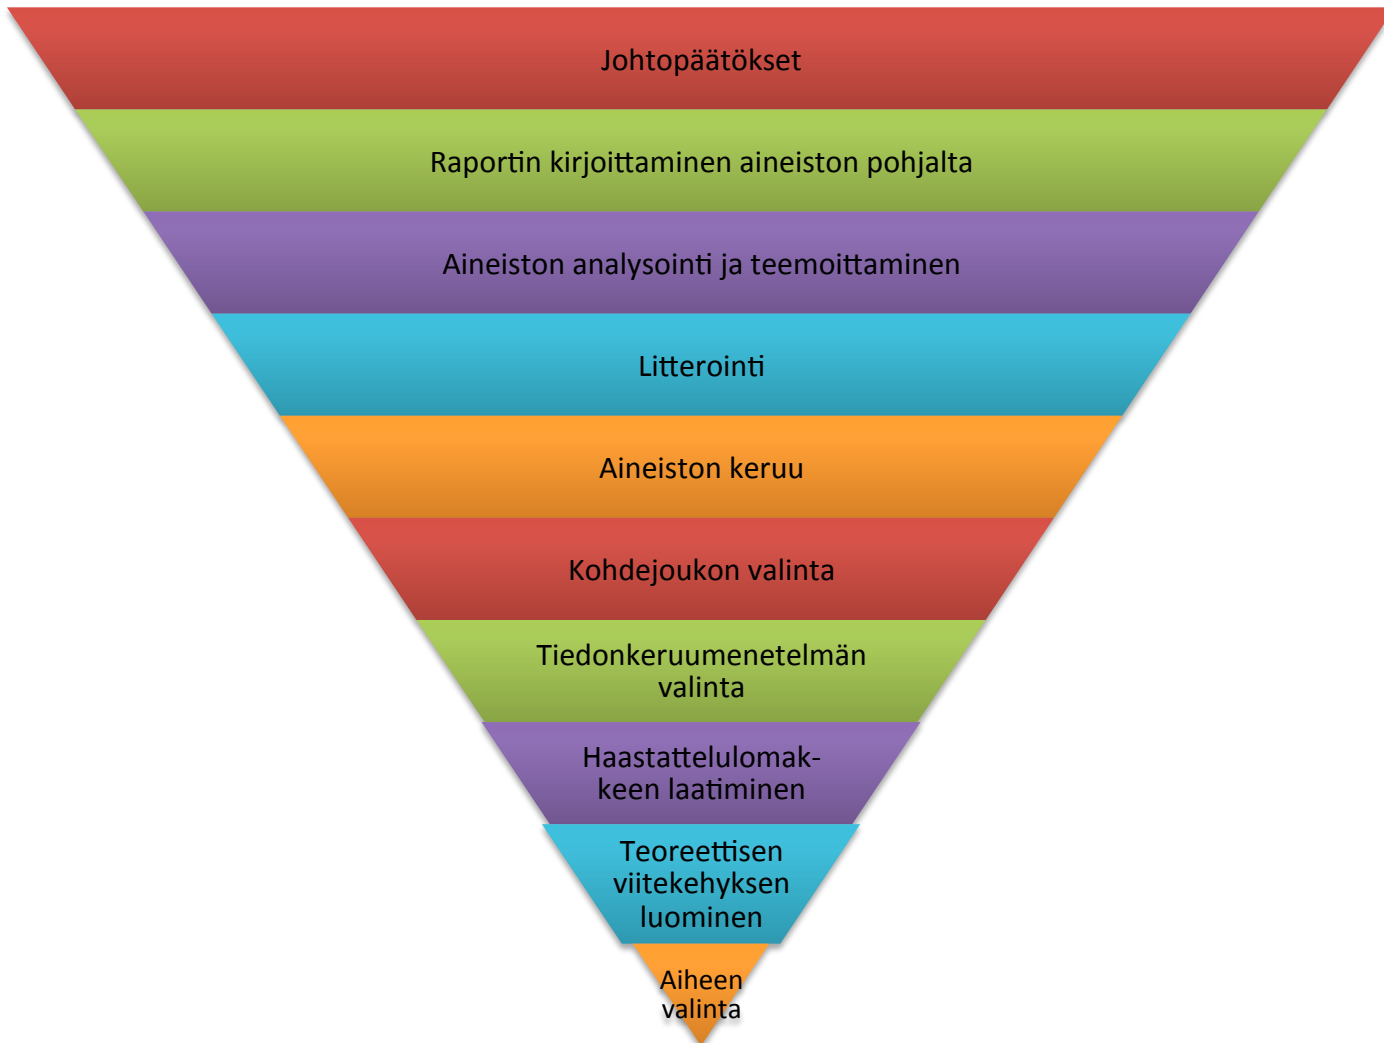 Johtopäätökset
Raportin kirjoittaminen aineiston pohjalta
Aineiston analysointi ja teemoittaminen
Litterointi
Aineiston keruu
Kohdejoukon valinta
Tiedonkeruumenetelmän
valinta
Haastattelulomak-
keen laatiminen
Teoreettisen
viitekehyksen
luominen
Aiheen
valinta